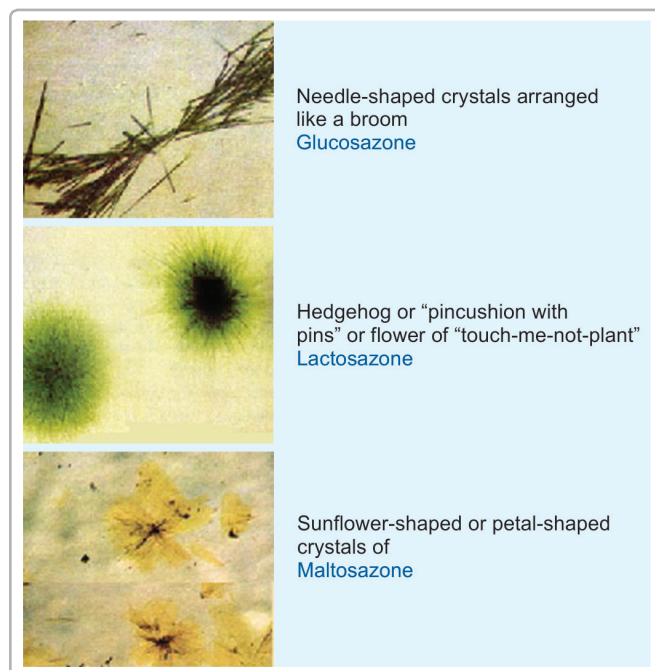 Needle-shaped crystals arranged
like a broom
Glucosazone
Hedgehog or “pincushion with
pins” or flower of “touch-me-not-plant”
Lactosazone
Sunflower-shaped or petal-shaped
crystals of
Maltosazone